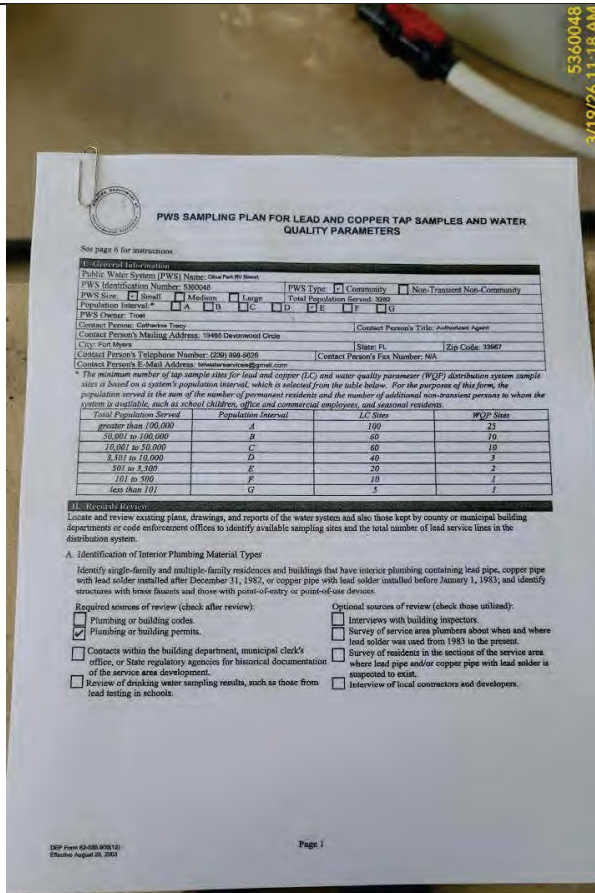 5360048
3/19/26 11:18 AM
PWS SAMPLING PLAN FOR LEAD AND COPPER TAP SAMPLES AND WATER
QUALITY PARAMETERS
See page 6 for instructions.
I. General Information
Public Water System (PWS) Name: Citrus Park RV Resort
PWS Identification Number: 5360048 PWS Type: Community Non-Transient Non-Community
PWS Size: Small Medium Large Total Population Served: 3280
Population Interval:* A B C D E F G
PWS Owner: Trust
Contact Person: Catherine Tracy Contact Person's Title: Authorized Agent
Contact Person's Mailing Address: 19465 Devonwood Circle
City: Fort Myers State: FL Zip Code: 33967
Contact Person's Telephone Number: (239) 898-5626 Contact Person's Fax Number: N/A
Contact Person's E-Mail Address: telwaterservices@gmail.com
* The minimum number of tap sample sites for lead and copper (LC) and water quality parameter (WQP) distribution system sample
sites is based on a system's population interval, which is selected from the table below. For the purposes of this form, the
population served is the sum of the number of permanent residents and the number of additional non-transient persons to whom the
system is available, such as school children, office and commercial employees, and seasonal residents.
Total Population Served Population Interval LC Sites WQP Sites
greater than 100,000 A 100 25
50,001 to 100,000 B 60 10
10,001 to 50,000 C 60 10
3,301 to 10,000 D 40 3
501 to 3,300 E 20 2
101 to 500 F 10 1
less than 101 G 5 1
II. Records Review
Locate and review existing plans, drawings, and reports of the water system and also those kept by county or municipal building
departments or code enforcement offices to identify available sampling sites and the total number of lead service lines in the
distribution system.
A. Identification of Interior Plumbing Material Types
Identify single-family and multiple-family residences and buildings that have interior plumbing containing lead pipe, copper pipe
with lead solder installed after December 31, 1982, or copper pipe with lead solder installed before January 1, 1983; and identify
structures with brass faucets and those with point-of-entry or point-of-use devices.
Required sources of review (check after review):
Plumbing or building codes.
Plumbing or building permits.
Contacts within the building department, municipal clerk's
office, or State regulatory agencies for historical documentation
of the service area development.
Review of drinking water sampling results, such as those from
lead testing in schools.
Optional sources of review (check those utilized):
Interviews with building inspectors.
Survey of service area plumbers about when and where
lead solder was used from 1983 to the present.
Survey of residents in the sections of the service area
where lead pipe and/or copper pipe with lead solder is
suspected to exist.
Interview of local contractors and developers.
DEP Form 62-555.900(12)
Effective August 28, 2003
Page 1